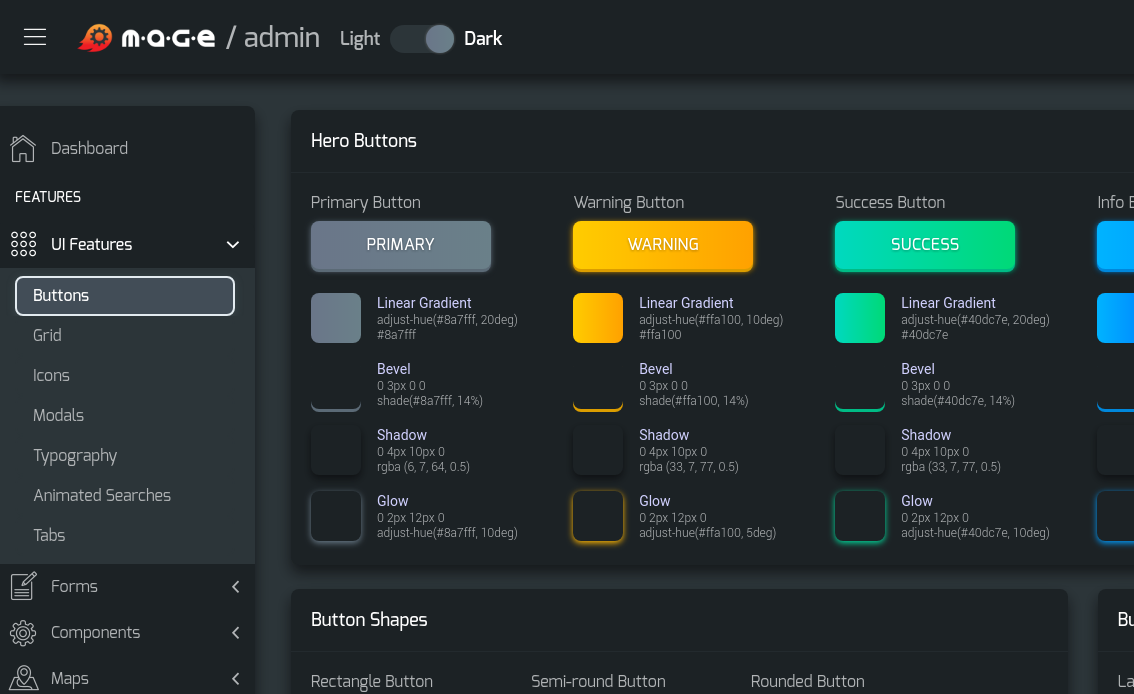 m·a·g·e / admin Light Dark
Dashboard
FEATURES
UI Features
Buttons
Grid
Icons
Modals
Typography
Animated Searches
Tabs
Forms
Components
Maps
Hero Buttons
Primary Button
PRIMARY
Linear Gradient
adjust-hue(#8a7fff, 20deg)
#8a7fff
Bevel
0 3px 0 0
shade(#8a7fff, 14%)
Shadow
0 4px 10px 0
rgba (6, 7, 64, 0.5)
Glow
0 2px 12px 0
adjust-hue(#8a7fff, 10deg)
Warning Button
WARNING
Linear Gradient
adjust-hue(#ffa100, 10deg)
#ffa100
Bevel
0 3px 0 0
shade(#ffa100, 14%)
Shadow
0 4px 10px 0
rgba (33, 7, 77, 0.5)
Glow
0 2px 12px 0
adjust-hue(#ffa100, 5deg)
Success Button
SUCCESS
Linear Gradient
adjust-hue(#40dc7e, 20deg)
#40dc7e
Bevel
0 3px 0 0
shade(#40dc7e, 14%)
Shadow
0 4px 10px 0
rgba (33, 7, 77, 0.5)
Glow
0 2px 12px 0
adjust-hue(#40dc7e, 10deg)
Info
Button Shapes
Rectangle Button
Semi-round Button
Rounded Button